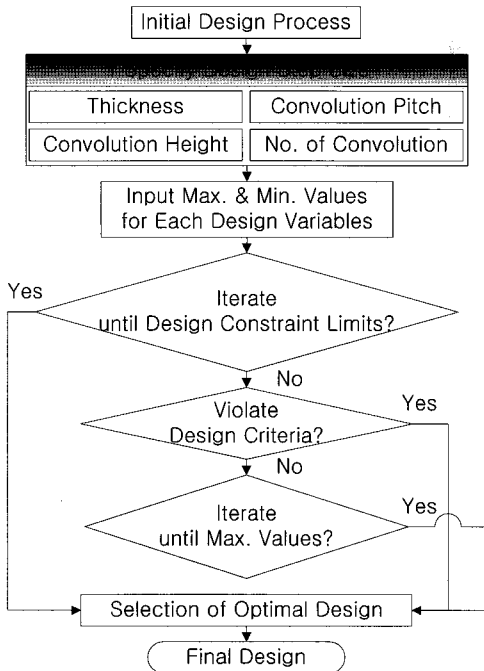 Initial Design Process
Thickness
Convolution Pitch
Convolution Height
No. of Convolution
Input Max. & Min. Values
for Each Design Variables
Yes
Iterate
until Design Constraint Limits?
No
Violate
Design Criteria?
Yes
No
Iterate
until Max. Values?
Yes
Selection of Optimal Design
Final Design